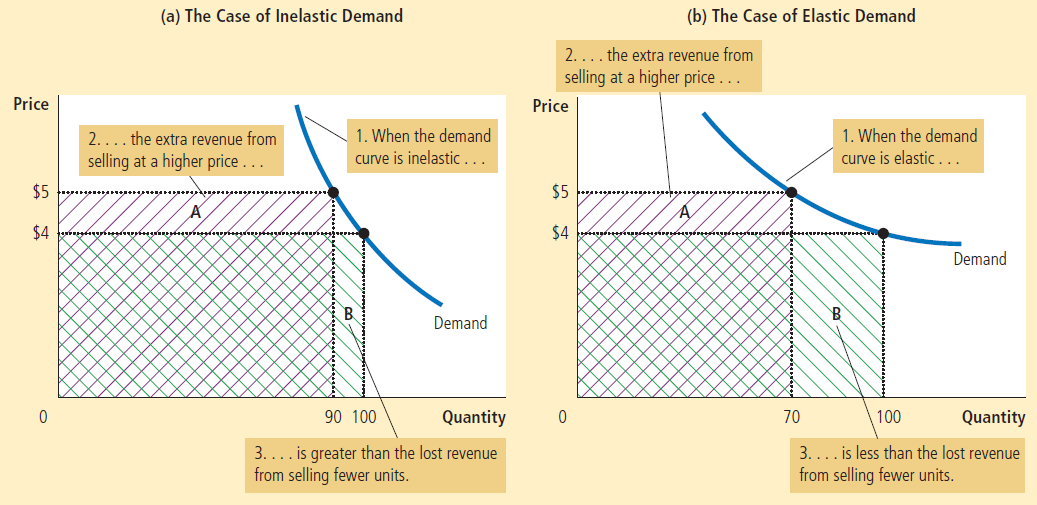 (a) The Case of Inelastic Demand
Price
2. . . . the extra revenue from
selling at a higher price . . .
1. When the demand
curve is inelastic . . .
$5
A
$4
B
Demand
0
90 100
Quantity
3. . . . is greater than the lost revenue
from selling fewer units.
(b) The Case of Elastic Demand
2. . . . the extra revenue from
selling at a higher price . . .
Price
1. When the demand
curve is elastic . . .
$5
A
$4
Demand
B
0
70
100
Quantity
3. . . . is less than the lost revenue
from selling fewer units.